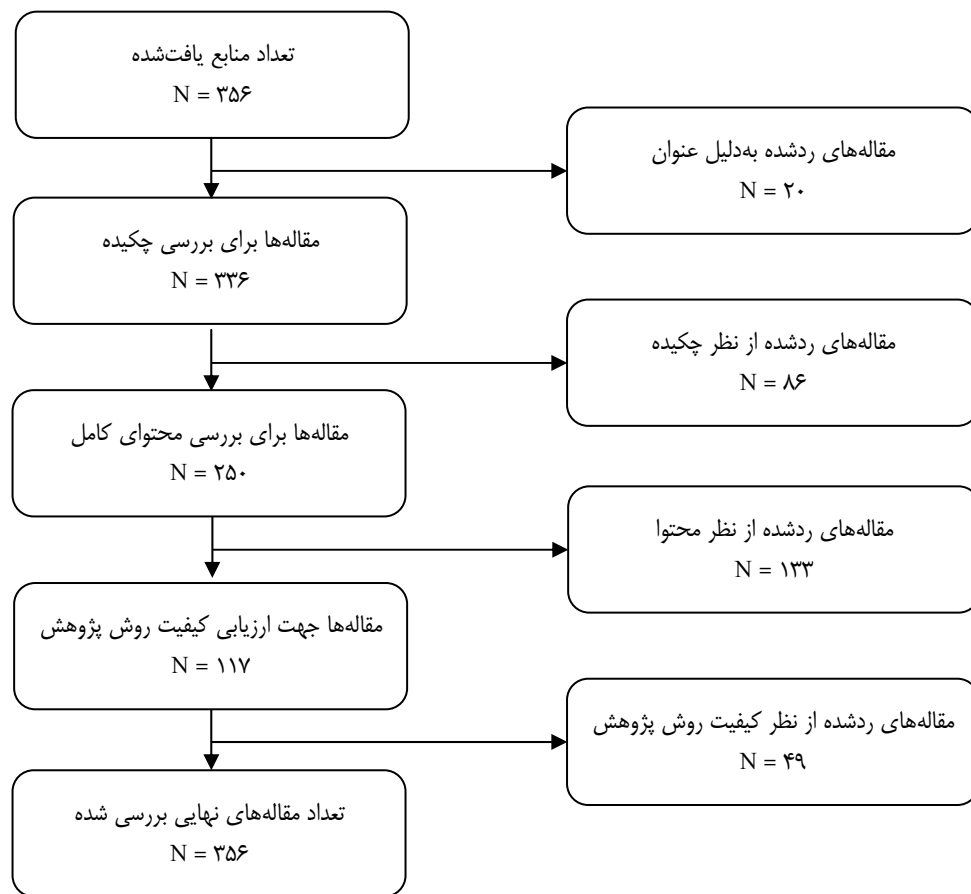 تعداد منابع یافت‌شده
N = ۳۵۶
مقاله‌های ردشده به‌دلیل عنوان
N = ۲۰
مقاله‌ها برای بررسی چکیده
N = ۳۳۶
مقاله‌های ردشده از نظر چکیده
N = ۸۶
مقاله‌ها برای بررسی محتوای کامل
N = ۲۵۰
مقاله‌های ردشده از نظر محتوا
N = ۱۳۳
مقاله‌ها جهت ارزیابی کیفیت روش پژوهش
N = ۱۱۷
مقاله‌های ردشده از نظر کیفیت روش پژوهش
N = ۴۹
تعداد مقاله‌های نهایی بررسی شده
N = ۳۵۶